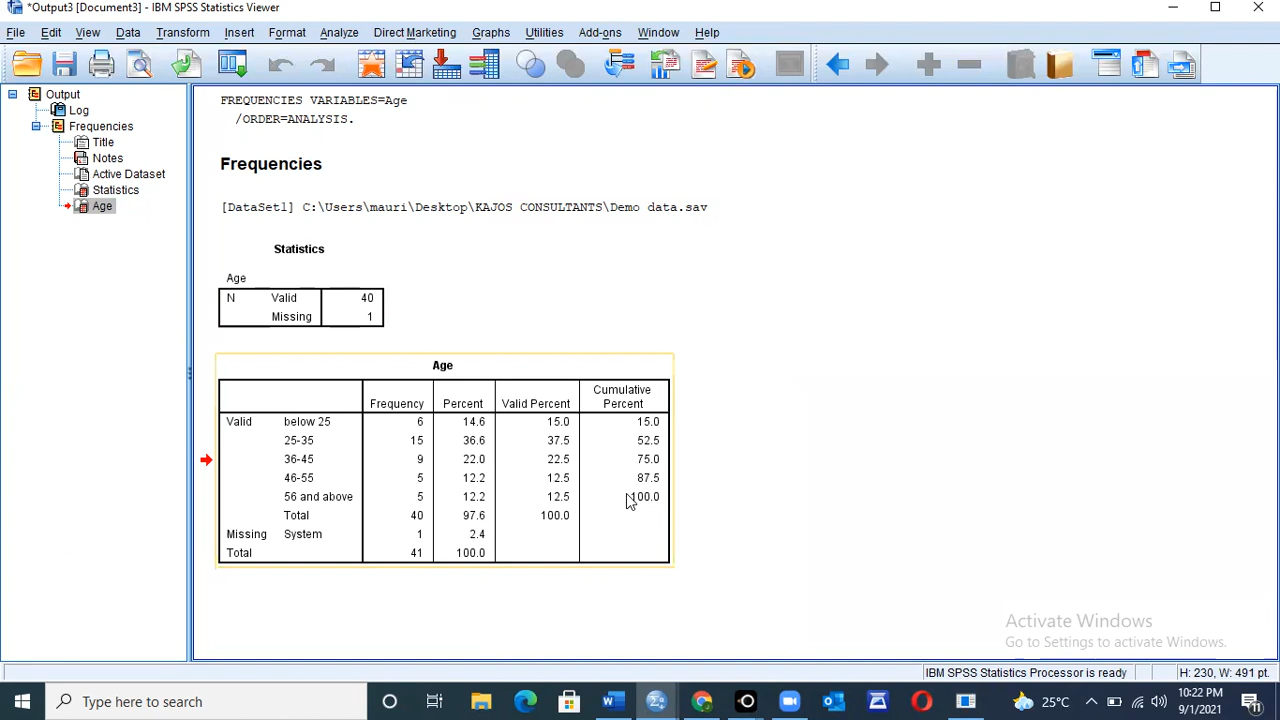 *Output3 [Document3] - IBM SPSS Statistics Viewer
File Edit View Data Transform Insert Format Analyze Direct Marketing Graphs Utilities Add-ons Window Help
Output
Log
Frequencies
Title
Notes
Active Dataset
Statistics
Age
FREQUENCIES VARIABLES=Age
/ORDER=ANALYSIS.
Frequencies
[DataSet1] C:\Users\mauri\Desktop\KAJOS CONSULTANTS\Demo data.sav
Statistics
Age
N Valid 40
Missing 1
Age
Frequency Percent Valid Percent Cumulative Percent
Valid below 25 6 14.6 15.0 15.0
25-35 15 36.6 37.5 52.5
36-45 9 22.0 22.5 75.0
46-55 5 12.2 12.5 87.5
56 and above 5 12.2 12.5 100.0
Total 40 97.6 100.0
Missing System 1 2.4
Total 41 100.0
Activate Windows
Go to Settings to activate Windows.
IBM SPSS Statistics Processor is ready H: 230, W: 491 pt.
Type here to search
25°C
10:22 PM
9/1/2021